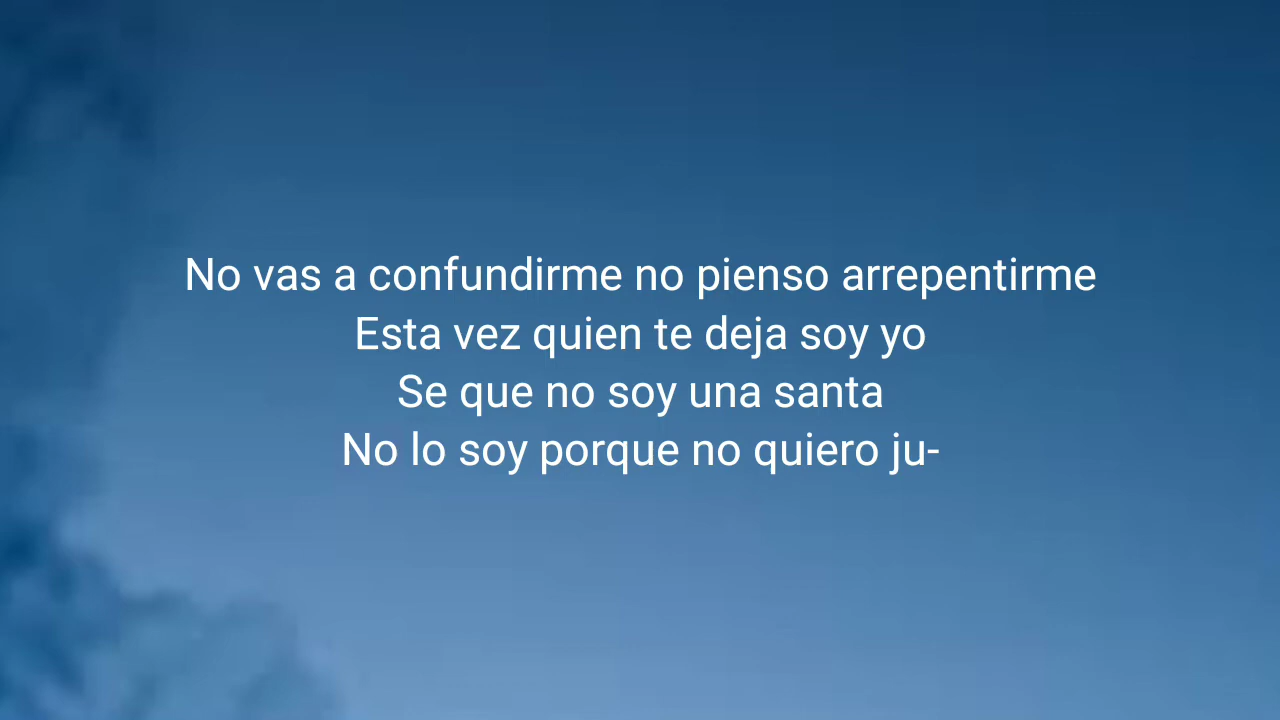 No vas a confundirme no pienso arrepentirme
Esta vez quien te deja soy yo
Se que no soy una santa
No lo soy porque no quiero ju-